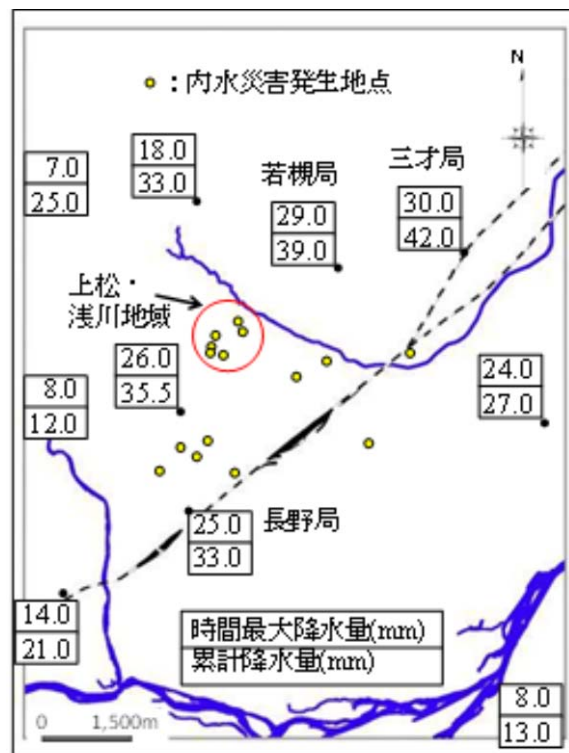 N
：内水災害発生地点
18.0
33.0
7.0
25.0
若槻局
29.0
39.0
三才局
30.0
42.0
上松・
浅川地域
26.0
35.5
8.0
12.0
24.0
27.0
25.0
33.0
長野局
14.0
21.0
時間最大降水量(mm)
累計降水量(mm)
8.0
13.0
0 1,500m